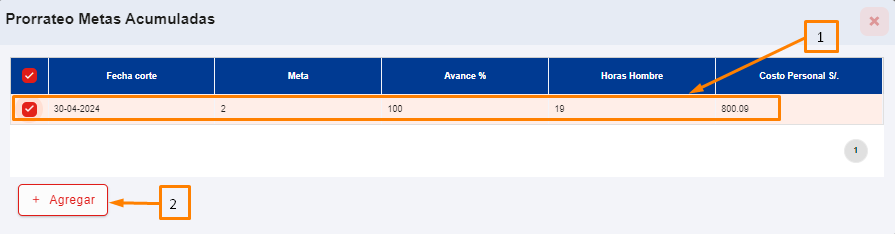 Prorrateo Metas Acumuladas
1
Fecha corte Meta Avance % Horas Hombre Costo Personal S/.
30-04-2024 2 100 19 800.09
1
+ Agregar
2